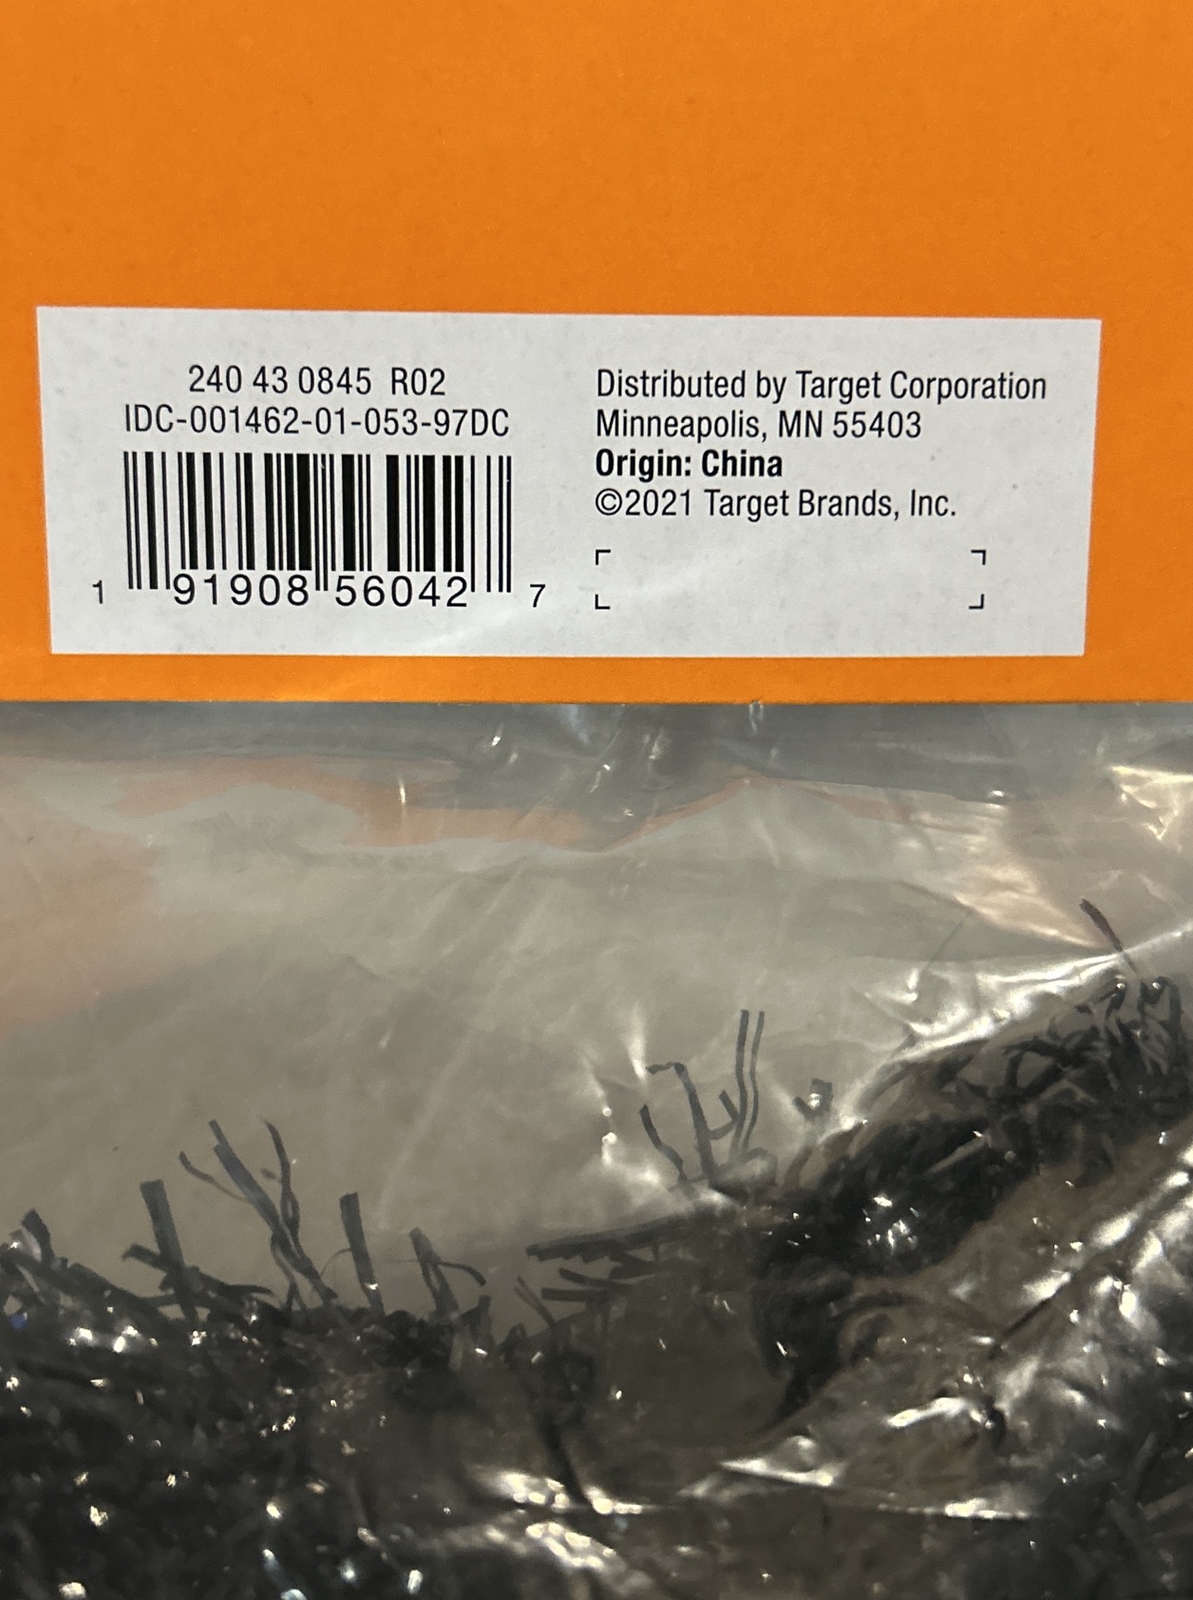 240 43 0845 R02
IDC-001462-01-053-97DC
1 91908 56042 7
Distributed by Target Corporation
Minneapolis, MN 55403
Origin: China
©2021 Target Brands, Inc.